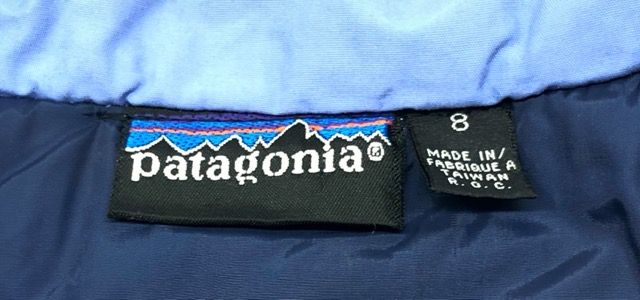 patagonia®
8
MADE IN/
FABRIQUE A
TAIWAN
R.O.C.